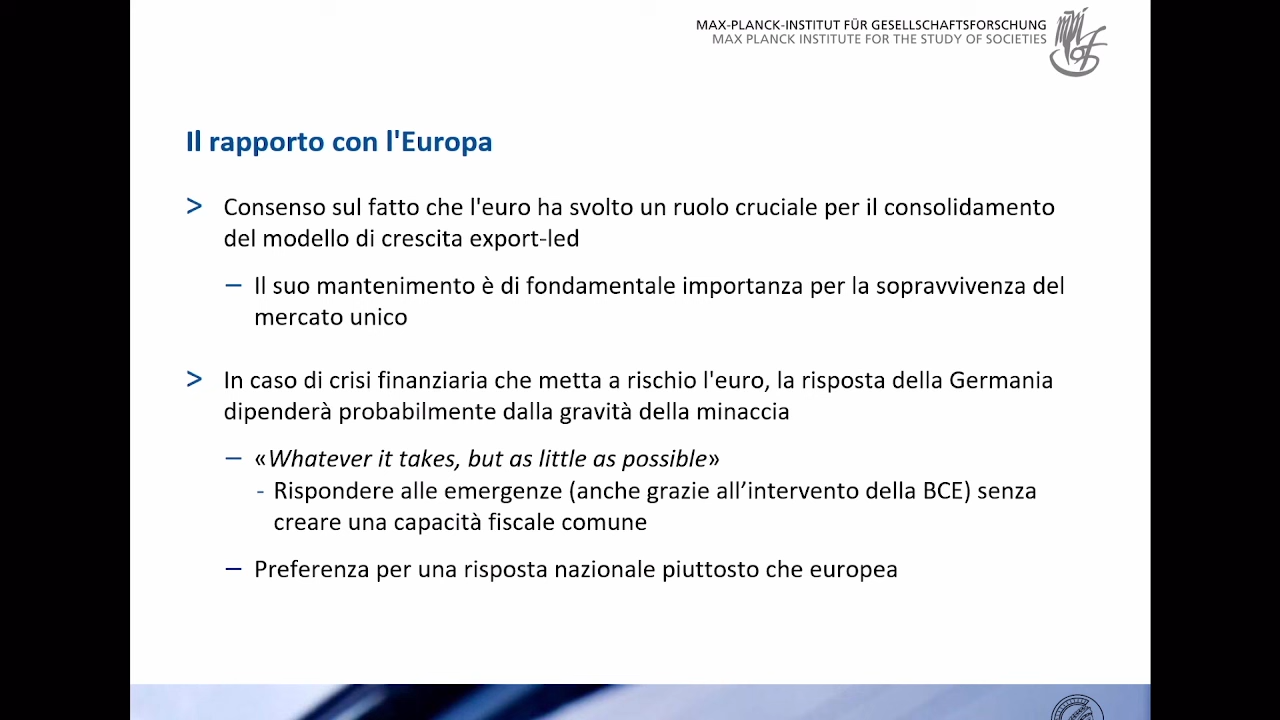 MAX-PLANCK-INSTITUT FÜR GESELLSCHAFTSFORSCHUNG
MAX PLANCK INSTITUTE FOR THE STUDY OF SOCIETIES
Il rapporto con l'Europa
> Consenso sul fatto che l'euro ha svolto un ruolo cruciale per il consolidamento
del modello di crescita export-led
– Il suo mantenimento è di fondamentale importanza per la sopravvivenza del
mercato unico
> In caso di crisi finanziaria che metta a rischio l'euro, la risposta della Germania
dipenderà probabilmente dalla gravità della minaccia
– «Whatever it takes, but as little as possible»
- Rispondere alle emergenze (anche grazie all’intervento della BCE) senza
creare una capacità fiscale comune
– Preferenza per una risposta nazionale piuttosto che europea